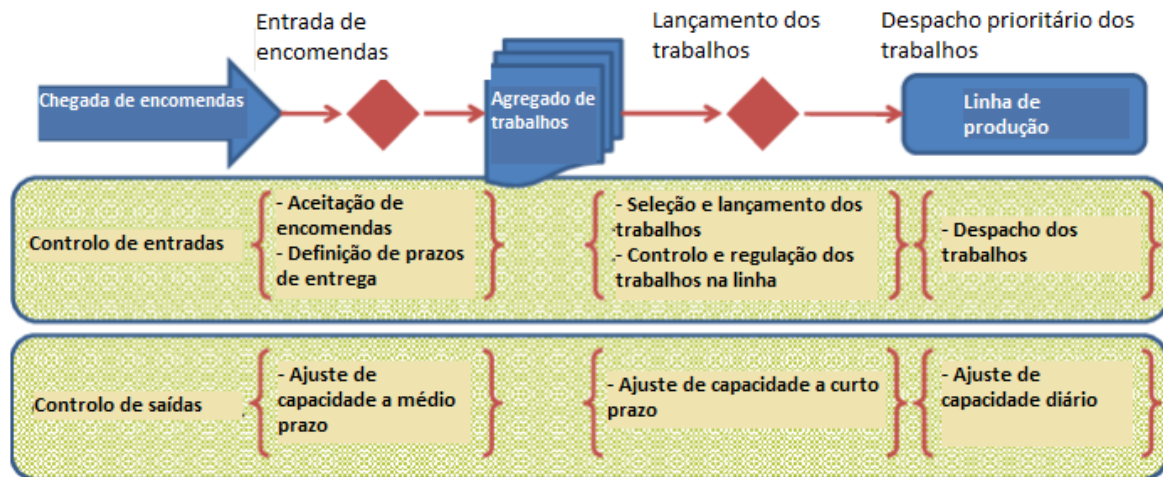 Entrada de
encomendas
Lançamento dos
trabalhos
Despacho prioritário dos
trabalhos
Chegada de encomendas
Agregado de
trabalhos
Linha de
produção
Controlo de entradas
- Aceitação de
encomendas
- Definição de prazos
de entrega
- Seleção e lançamento dos
trabalhos
- Controlo e regulação dos
trabalhos na linha
- Despacho dos
trabalhos
Controlo de saídas
- Ajuste de
capacidade a médio
prazo
- Ajuste de capacidade a curto
prazo
- Ajuste de
capacidade diário